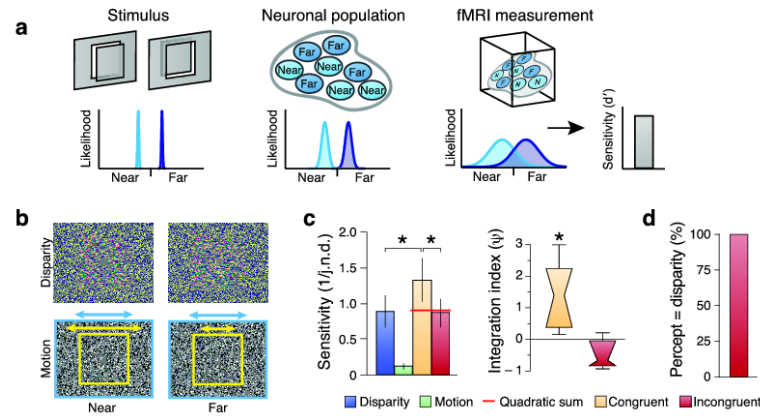 a
Stimulus
Neuronal population
fMRI measurement
Far
Far
Near
Near
Far
Far
Near
Near
F
F
N
N
F
N
N
Likelihood
Near
Far
Likelihood
Near
Far
Likelihood
Near
Far
Sensitivity (d′)
b
Disparity
Motion
Near
Far
c
Sensitivity (1/j.n.d.)
2.0
1.5
1.0
0.5
0
*
*
Integration index (ψ)
3
2
1
0
−1
*
Disparity
Motion
Quadratic sum
Congruent
Incongruent
d
Percept = disparity (%)
100
75
50
25
0